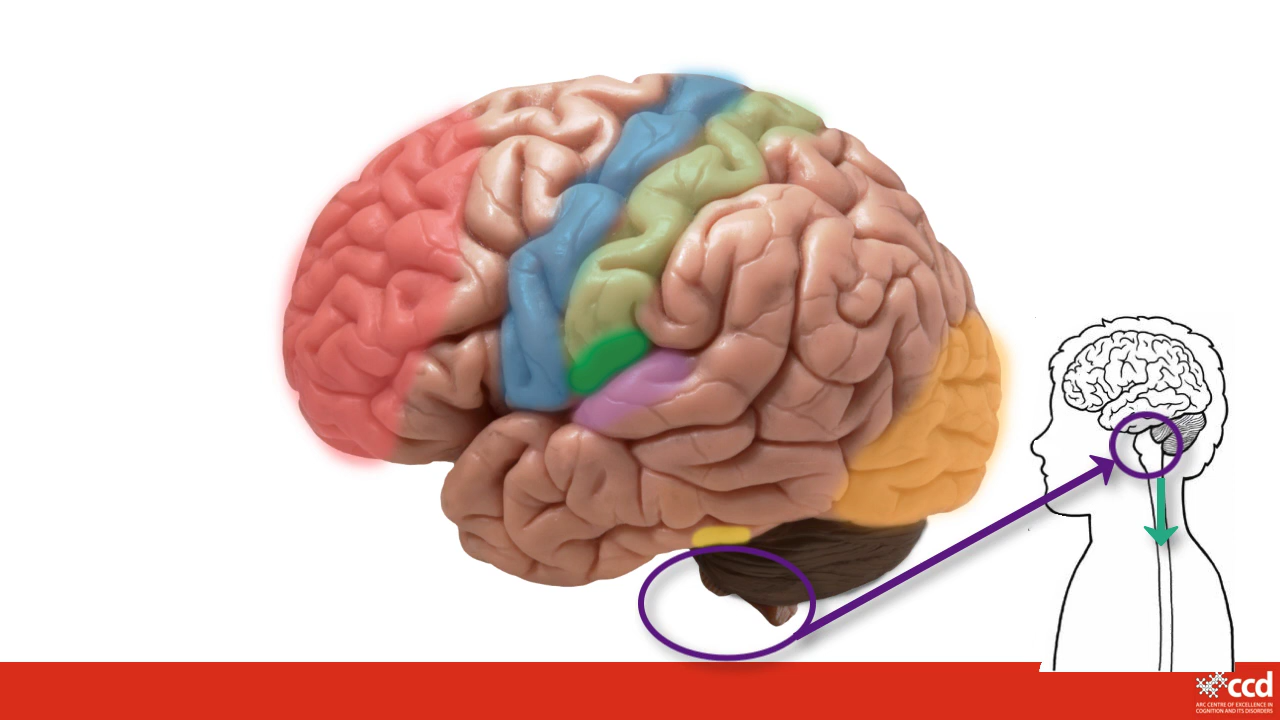 ccd
ARC CENTRE OF EXCELLENCE IN
COGNITION AND ITS DISORDERS